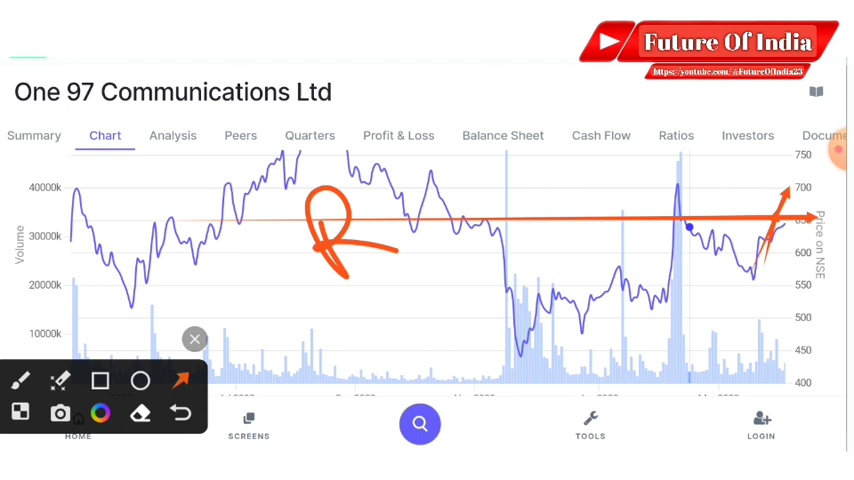 Future Of India
https://youtube.com/@FutureOfIndia23
One 97 Communications Ltd
Summary Chart Analysis Peers Quarters Profit & Loss Balance Sheet Cash Flow Ratios Investors Docume
750
40000k 700
650
30000k 600
20000k 550
500
10000k 450
400
Volume
Price on NSE
R
HOME SCREENS TOOLS LOGIN